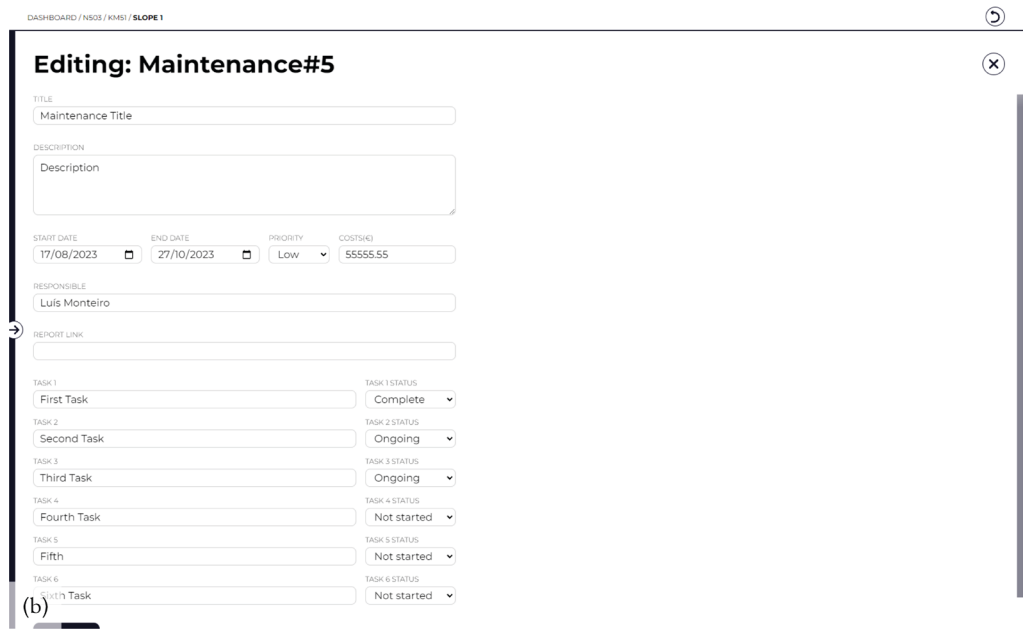 DASHBOARD / N503 / KM51 / SLOPE 1
Editing: Maintenance#5
TITLE
Maintenance Title
DESCRIPTION
Description
START DATE END DATE PRIORITY COSTS(€)
17/08/2023 27/10/2023 Low 55555.55
RESPONSIBLE
Luís Monteiro
REPORT LINK
TASK 1 TASK 1 STATUS
First Task Complete
TASK 2 TASK 2 STATUS
Second Task Ongoing
TASK 3 TASK 3 STATUS
Third Task Ongoing
TASK 4 TASK 4 STATUS
Fourth Task Not started
TASK 5 TASK 5 STATUS
Fifth Not started
TASK 6 TASK 6 STATUS
Sixth Task Not started
(b)